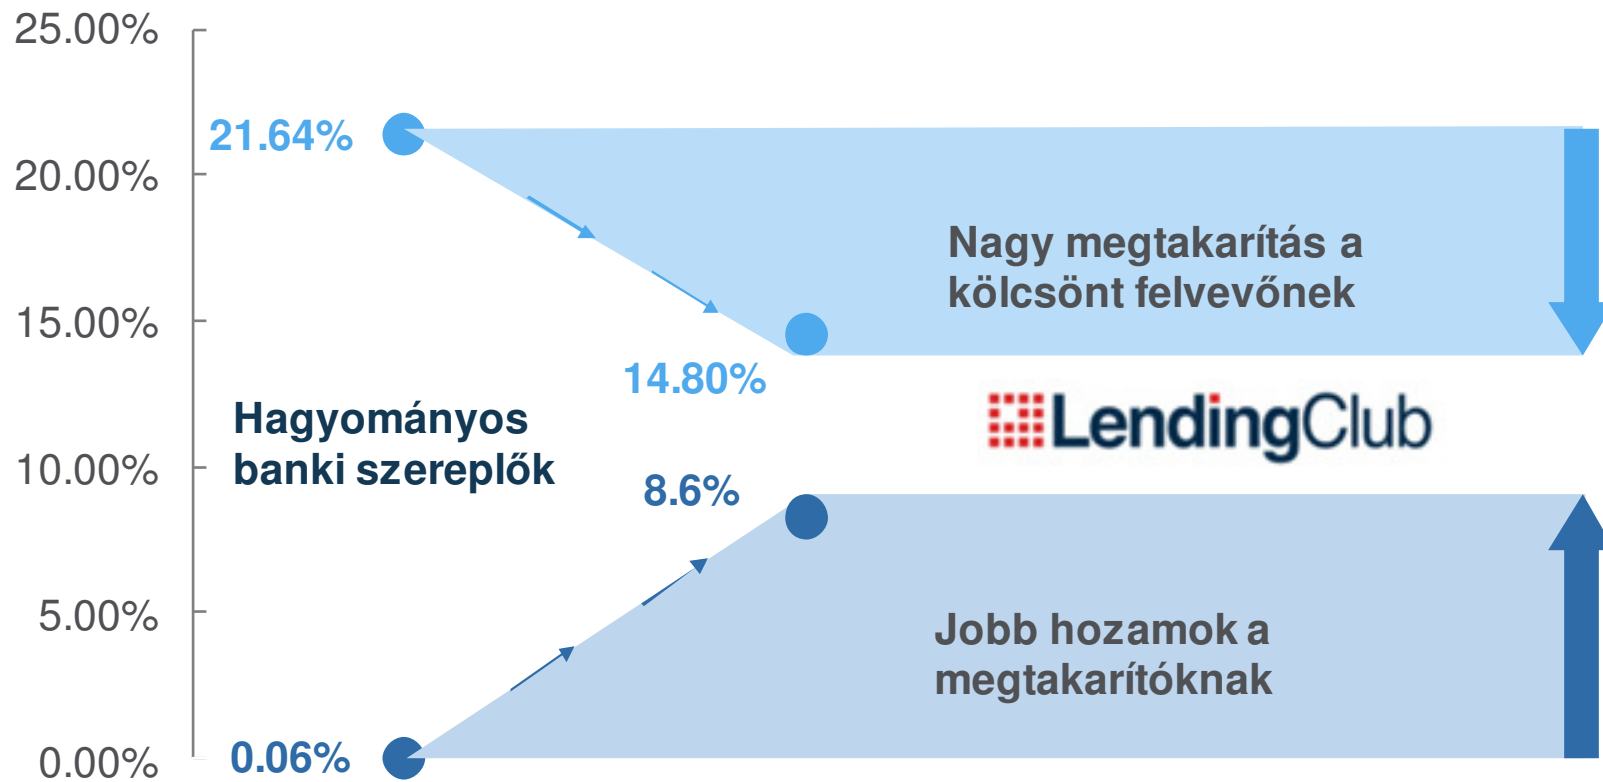 25.00%
21.64%
20.00%
Nagy megtakarítás a
kölcsönt felvevőnek
15.00%
14.80%
Hagyományos
banki szereplők
LendingClub
10.00%
8.6%
5.00%
Jobb hozamok a
megtakarítóknak
0.00%
0.06%